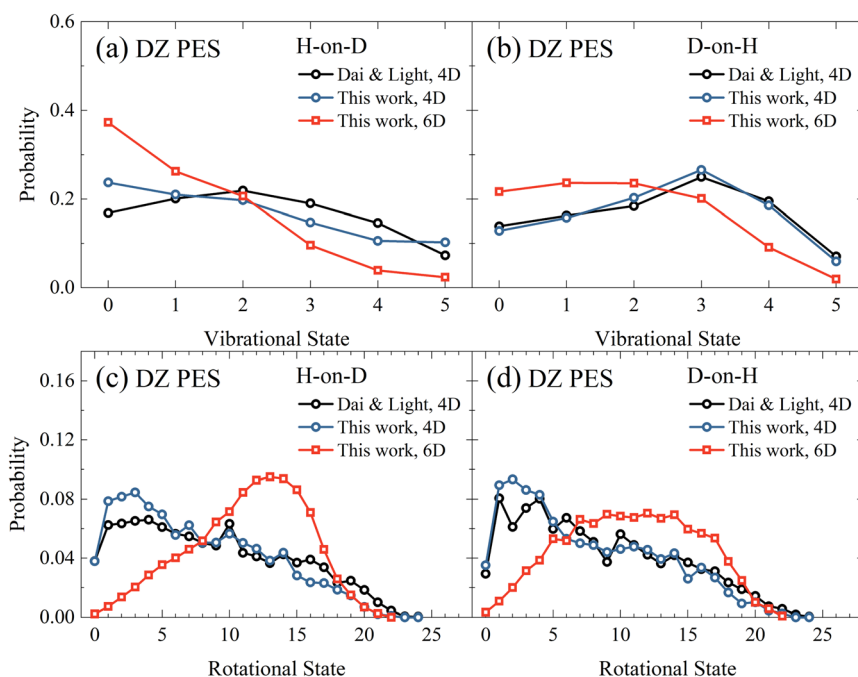 (a) DZ PES H-on-D
Dai & Light, 4D
This work, 4D
This work, 6D
(b) DZ PES D-on-H
Dai & Light, 4D
This work, 4D
This work, 6D
Probability
0.6
0.4
0.2
0.0
0 1 2 3 4 5
0 1 2 3 4 5
Vibrational State
Vibrational State
(c) DZ PES H-on-D
Dai & Light, 4D
This work, 4D
This work, 6D
(d) DZ PES D-on-H
Dai & Light, 4D
This work, 4D
This work, 6D
Probability
0.16
0.12
0.08
0.04
0.00
0 5 10 15 20 25
0 5 10 15 20 25
Rotational State
Rotational State